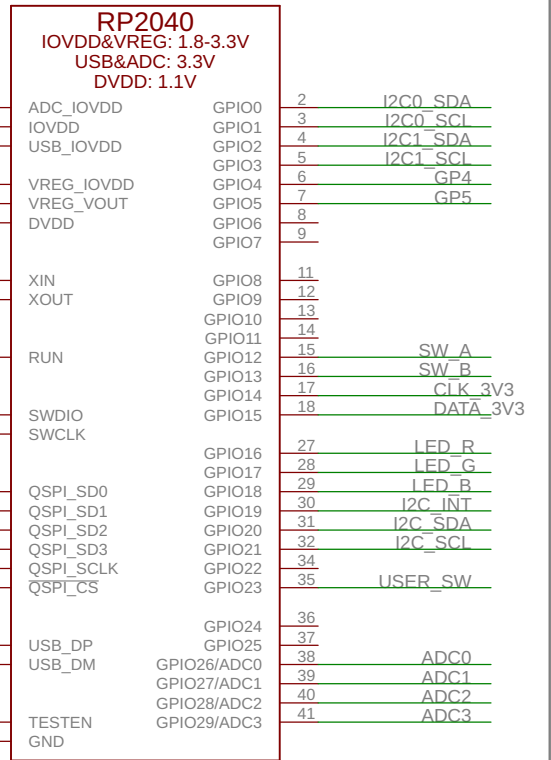 RP2040
IOVDD&VREG: 1.8-3.3V
USB&ADC: 3.3V
DVDD: 1.1V
ADC_IOVDD GPIO0 2 I2C0_SDA
IOVDD GPIO1 3 I2C0_SCL
USB_IOVDD GPIO2 4 I2C1_SDA
GPIO3 5 I2C1_SCL
VREG_IOVDD GPIO4 6 GP4
VREG_VOUT GPIO5 7 GP5
DVDD GPIO6 8
GPIO7 9
XIN GPIO8 11
XOUT GPIO9 12
GPIO10 13
GPIO11 14
RUN GPIO12 15 SW_A
GPIO13 16 SW_B
GPIO14 17 CLK_3V3
SWDIO GPIO15 18 DATA_3V3
SWCLK
GPIO16 27 LED_R
GPIO17 28 LED_G
QSPI_SD0 GPIO18 29 LED_B
QSPI_SD1 GPIO19 30 I2C_INT
QSPI_SD2 GPIO20 31 I2C_SDA
QSPI_SD3 GPIO21 32 I2C_SCL
QSPI_SCLK GPIO22 34
QSPI_CS GPIO23 35 USER_SW
GPIO24 36
USB_DP GPIO25 37
USB_DM GPIO26/ADC0 38 ADC0
GPIO27/ADC1 39 ADC1
GPIO28/ADC2 40 ADC2
TESTEN GPIO29/ADC3 41 ADC3
GND